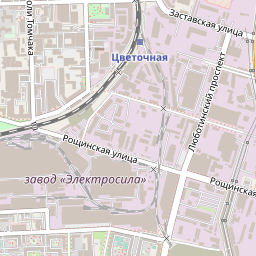 Заставская улица
Цветочная
Люботинский проспект
Рощинская улица
Рощинская
завод «Электросила»